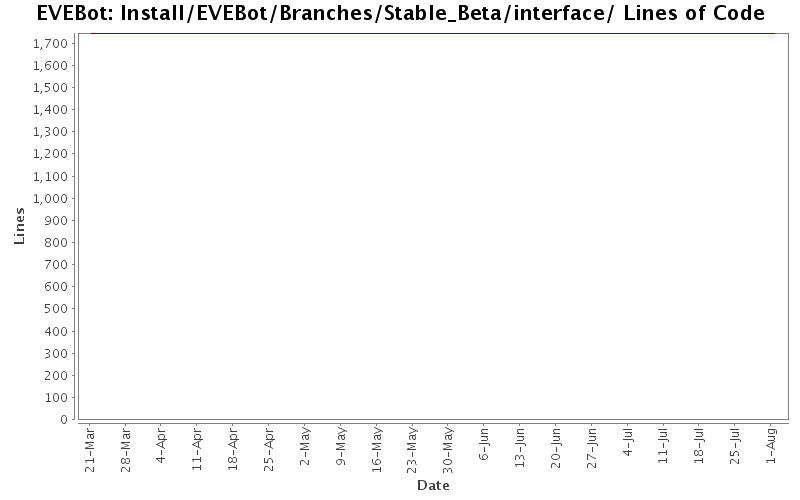 EVEBot: Install/EVEBot/Branches/Stable_Beta/interface/ Lines of Code
1,700
1,600
1,500
1,400
1,300
1,200
1,100
1,000
900
800
700
600
500
400
300
200
100
0
Lines
21-Mar
28-Mar
4-Apr
11-Apr
18-Apr
25-Apr
2-May
9-May
16-May
23-May
30-May
6-Jun
13-Jun
20-Jun
27-Jun
4-Jul
11-Jul
18-Jul
25-Jul
1-Aug
Date